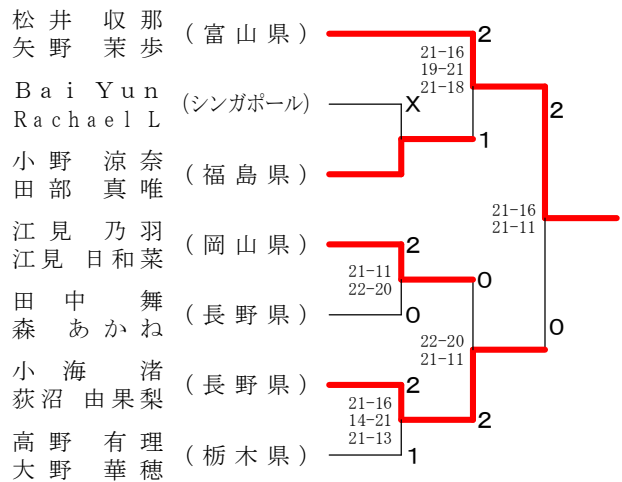 松井 収那
矢野 茉歩
(富山県)
2
21-16
19-21
21-18
Bai Yun
Rachael L
(シンガポール)
X
2
1
小野 涼奈
田部 真唯
(福島県)
21-16
21-11
江見 乃羽
江見 日和菜
(岡山県)
2
21-11
22-20
0
田中 舞
森 あかね
(長野県)
0
22-20
21-11
0
小海 渚
荻沼 由果梨
(長野県)
2
21-16
14-21
21-13
2
高野 有理
大野 華穂
(栃木県)
1